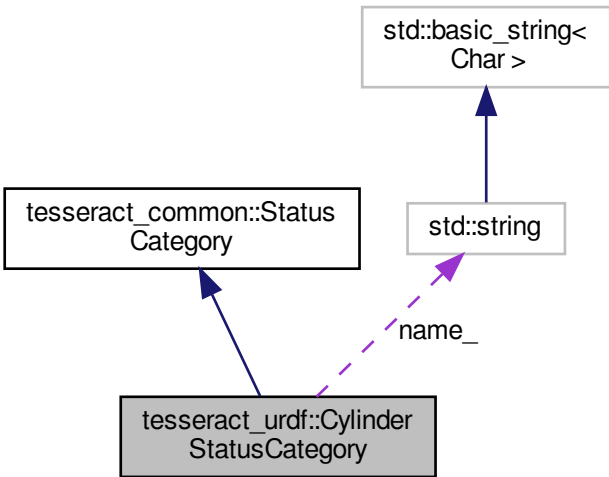 std::basic_string<
Char >
tesseract_common::Status
Category
std::string
name_
tesseract_urdf::Cylinder
StatusCategory